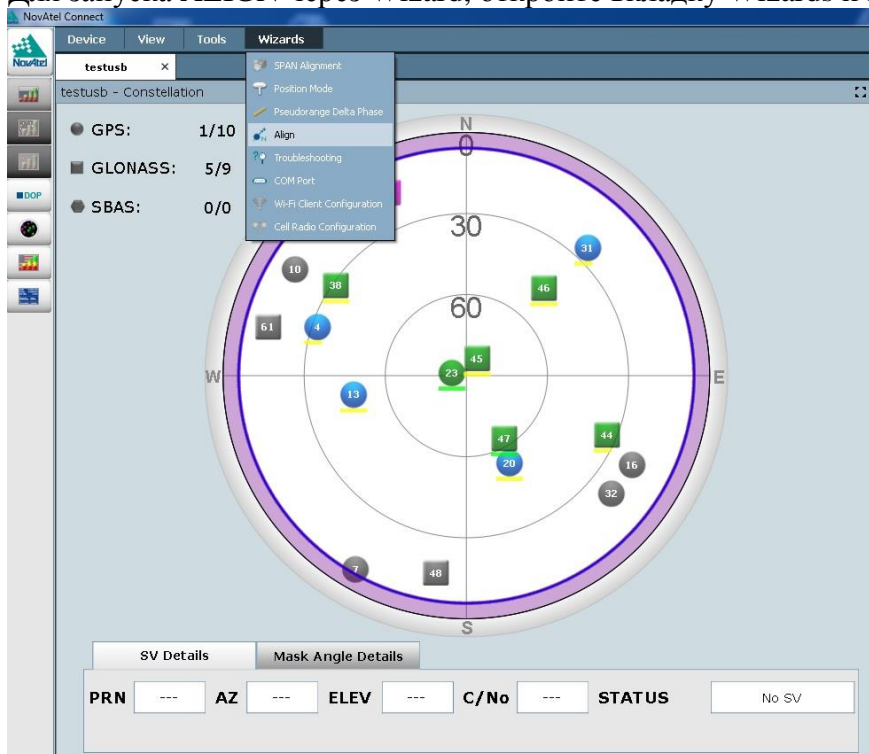 Для запуска ALIGN через Wizard, откройте вкладку Wizards и
NovAtel Connect
Device View Tools Wizards
NovAtel
testusb ×
SPAN Alignment
Position Mode
Pseudorange Delta Phase
Align
Troubleshooting
COM Port
Wi-Fi Client Configuration
Cell Radio Configuration
testusb - Constellation
GPS: 1/10
GLONASS: 5/9
SBAS: 0/0
DOP
N
0
30
31
10
38
46
60
61
4
45
W
23
E
13
47
44
20
16
32
7
48
S
SV Details Mask Angle Details
PRN --- AZ --- ELEV --- C/No --- STATUS No SV